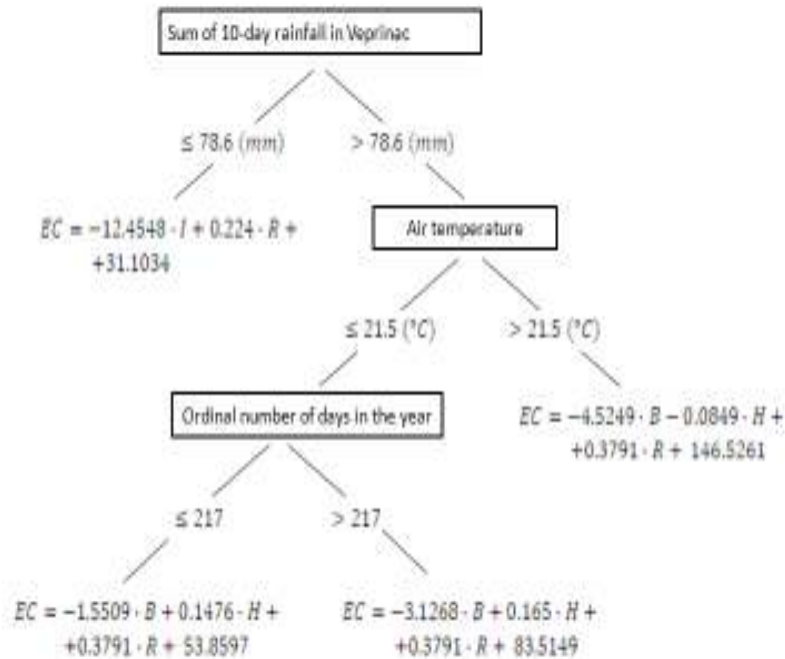 Sum of 10-day rainfall in Veprinac
≤ 78.6 (mm)
> 78.6 (mm)
EC = −12.4548 · I + 0.224 · R +
+31.1034
Air temperature
≤ 21.5 (°C)
> 21.5 (°C)
Ordinal number of days in the year
EC = −4.5249 · B − 0.0849 · H +
+0.3791 · R + 146.5261
≤ 217
> 217
EC = −1.5509 · B + 0.1476 · H +
+0.3791 · R + 53.8597
EC = −3.1268 · B + 0.165 · H +
+0.3791 · R + 83.5149